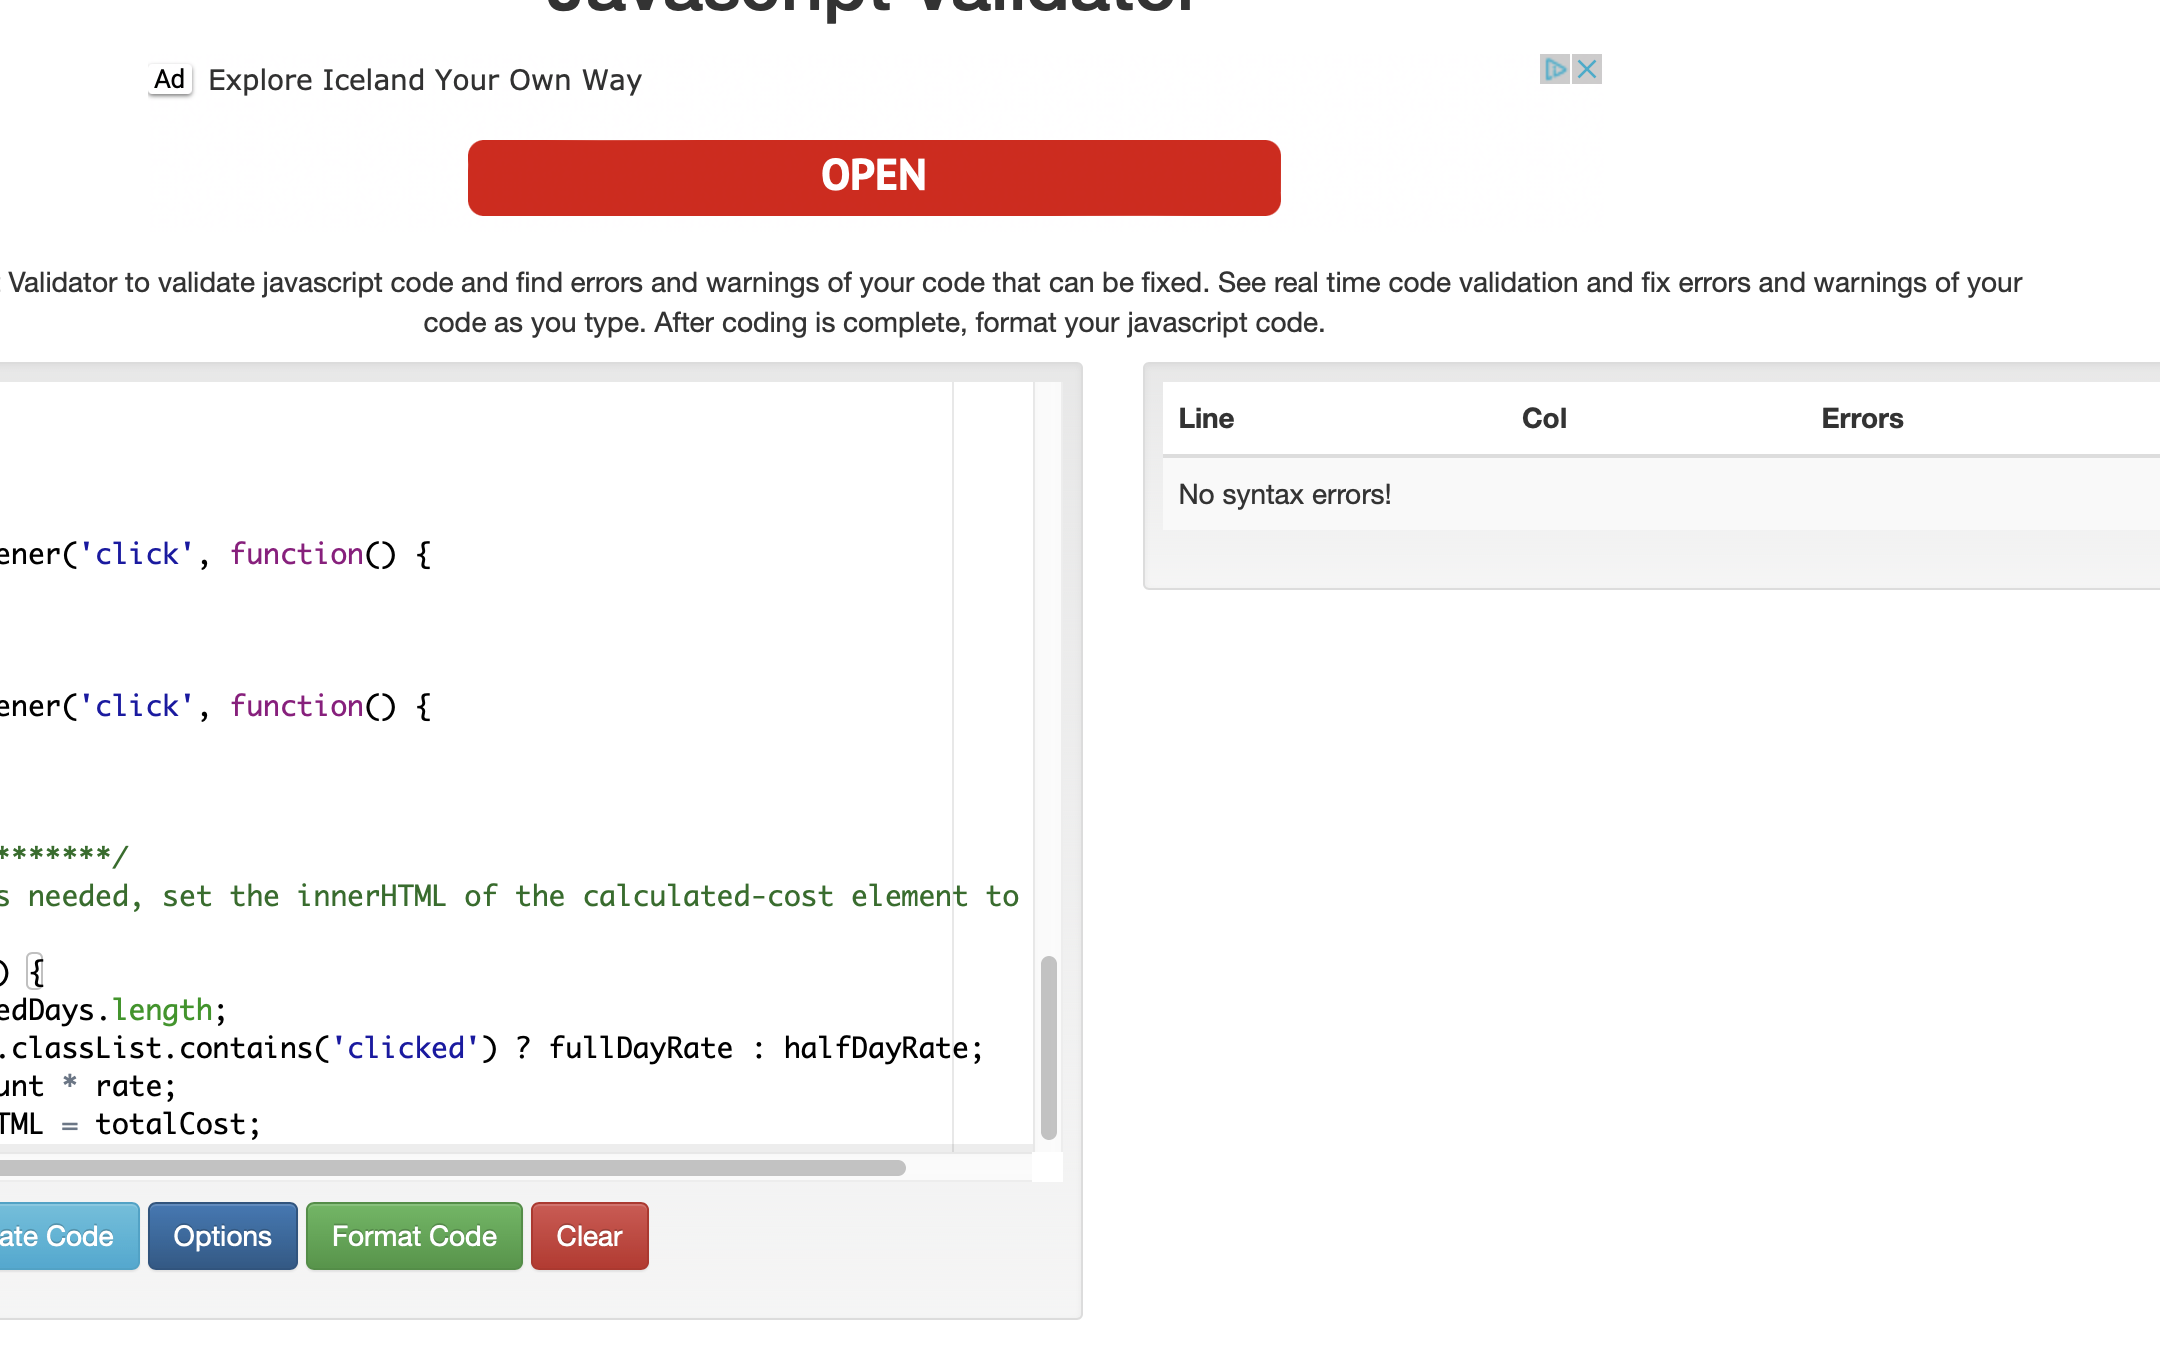 Javascript Validator
Ad Explore Iceland Your Own Way
OPEN
Validator to validate javascript code and find errors and warnings of your code that can be fixed. See real time code validation and fix errors and warnings of your
code as you type. After coding is complete, format your javascript code.
Line Col Errors
No syntax errors!
ener('click', function() {
ener('click', function() {
*******/
s needed, set the innerHTML of the calculated-cost element to
) {
edDays.length;
.classList.contains('clicked') ? fullDayRate : halfDayRate;
unt * rate;
TML = totalCost;
ate Code Options Format Code Clear